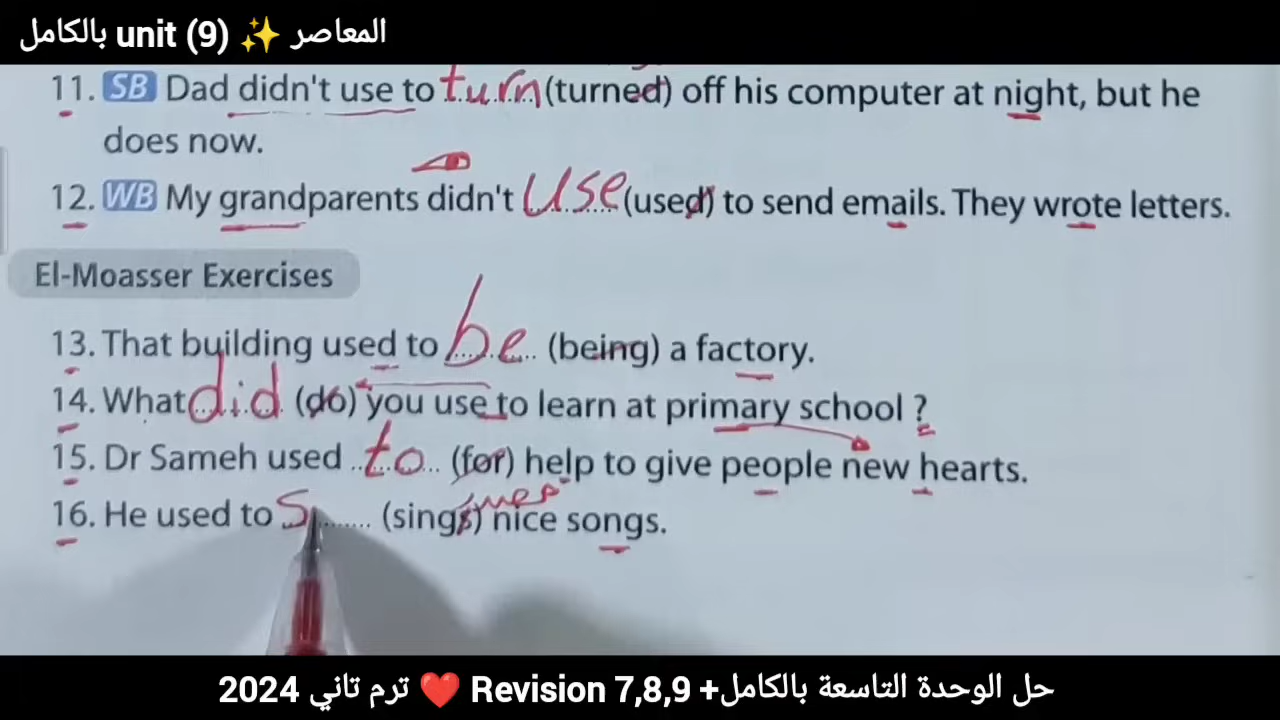 المعاصر ✨ unit (9) بالكامل
11. SB Dad didn't use to turn (turned) off his computer at night, but he
does now.
12. WB My grandparents didn't use (used) to send emails. They wrote letters.
El-Moasser Exercises
13. That building used to be (being) a factory.
14. What did (do) you use to learn at primary school ?
15. Dr Sameh used to (for) help to give people new hearts.
16. He used to s (sings) nice songs.
حل الوحدة التاسعة بالكامل+ Revision 7,8,9 ❤️ ترم تاني 2024